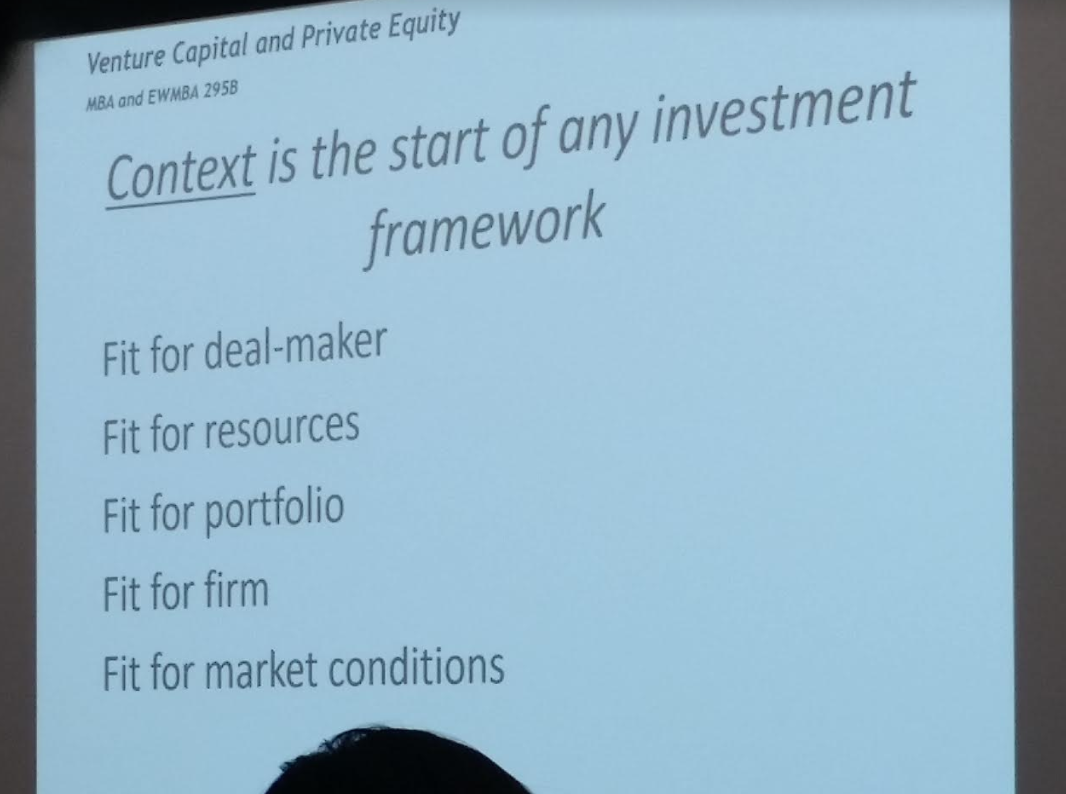 Venture Capital and Private Equity
MBA and EWMBA 295B
Context is the start of any investment
framework
Fit for deal-maker
Fit for resources
Fit for portfolio
Fit for firm
Fit for market conditions